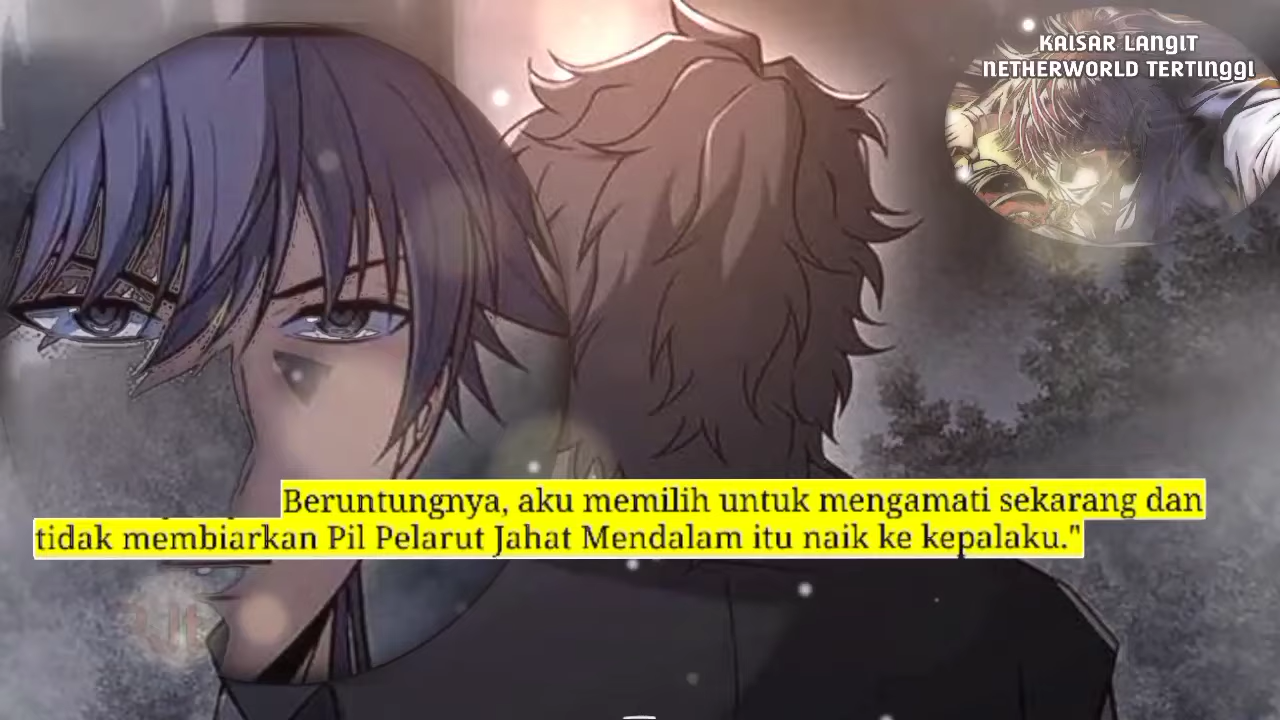 KAISAR LANGIT
NETHERWORLD TERTINGGI
Beruntungnya, aku memilih untuk mengamati sekarang dan
tidak membiarkan Pil Pelarut Jahat Mendalam itu naik ke kepalaku."